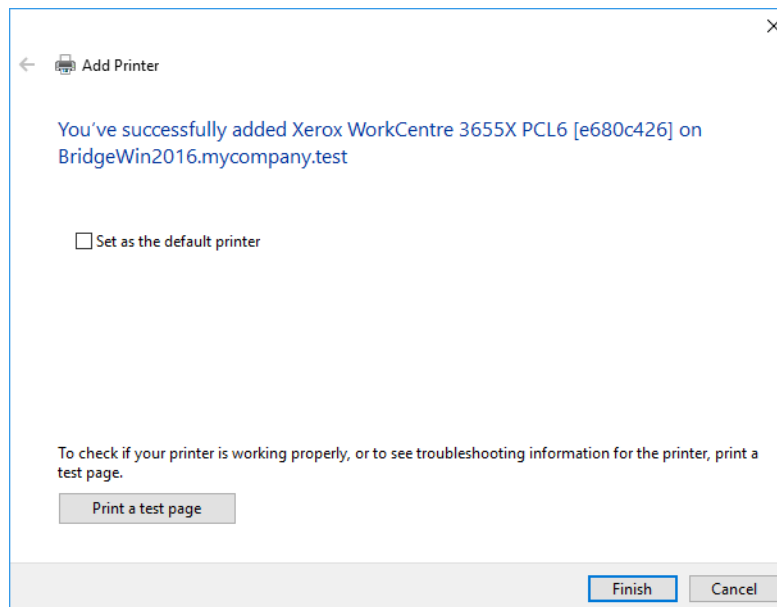 Add Printer
You've successfully added Xerox WorkCentre 3655X PCL6 [e680c426] on
BridgeWin2016.mycompany.test
Set as the default printer
To check if your printer is working properly, or to see troubleshooting information for the printer, print a
test page.
Print a test page
Finish
Cancel